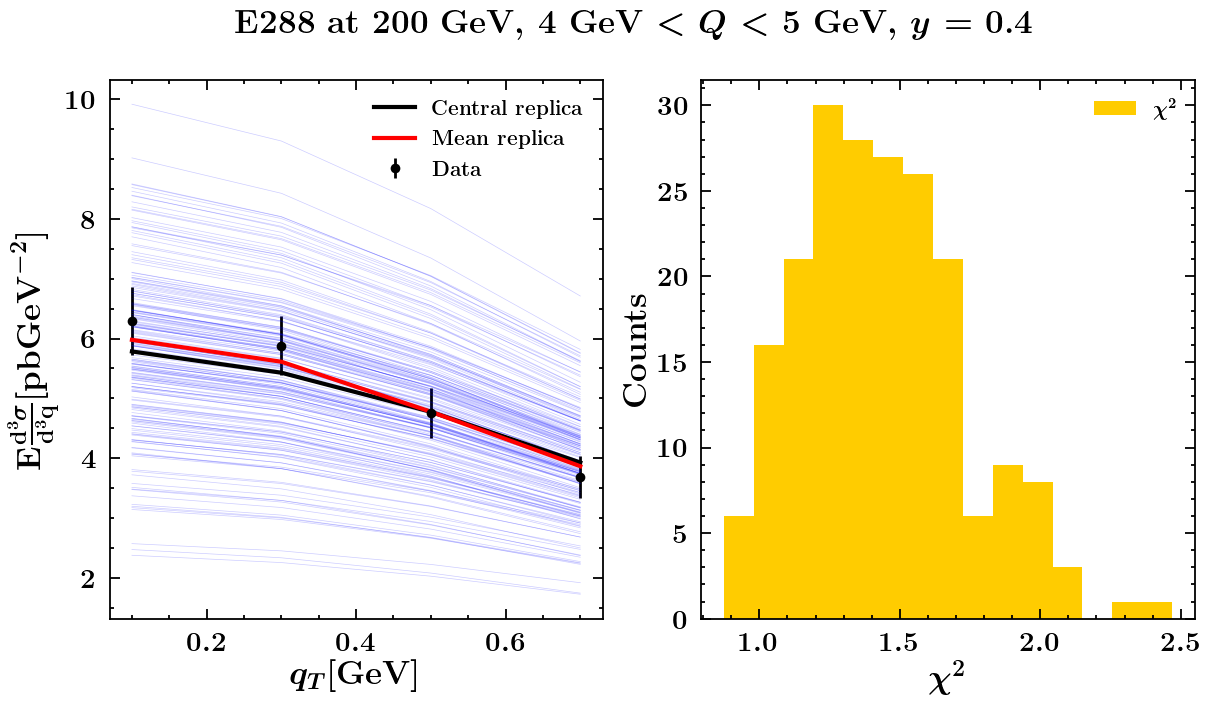 E288 at 200 GeV, 4 GeV < Q < 5 GeV, y = 0.4
10
8
6
4
2
E d³σ/d³q [pbGeV⁻²]
Central replica
Mean replica
Data
0.2 0.4 0.6
q_T[GeV]
30
25
20
15
10
5
0
Counts
χ²
1.0 1.5 2.0 2.5
χ²